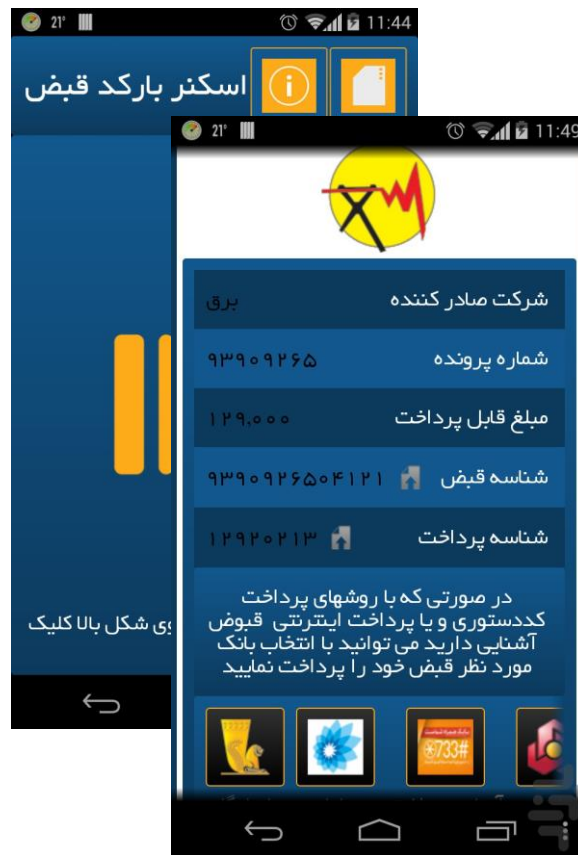 21° 11:44
اسکنر بارکد قبض
ی شکل بالا کلیک
21° 11:49
شرکت صادر کننده برق
شماره پرونده ۹۳۹۰۹۲۶۵
مبلغ قابل پرداخت ۱۲۹,۰۰۰
شناسه قبض ۹۳۹۰۹۲۶۵۰۴۱۲۱
شناسه پرداخت ۱۲۹۲۰۲۱۳
در صورتی که با روشهای پرداخت
کددستوری و یا پرداخت اینترنتی قبوض
آشنایی دارید می توانید با انتخاب بانک
مورد نظر قبض خود را پرداخت نمایید
*733#